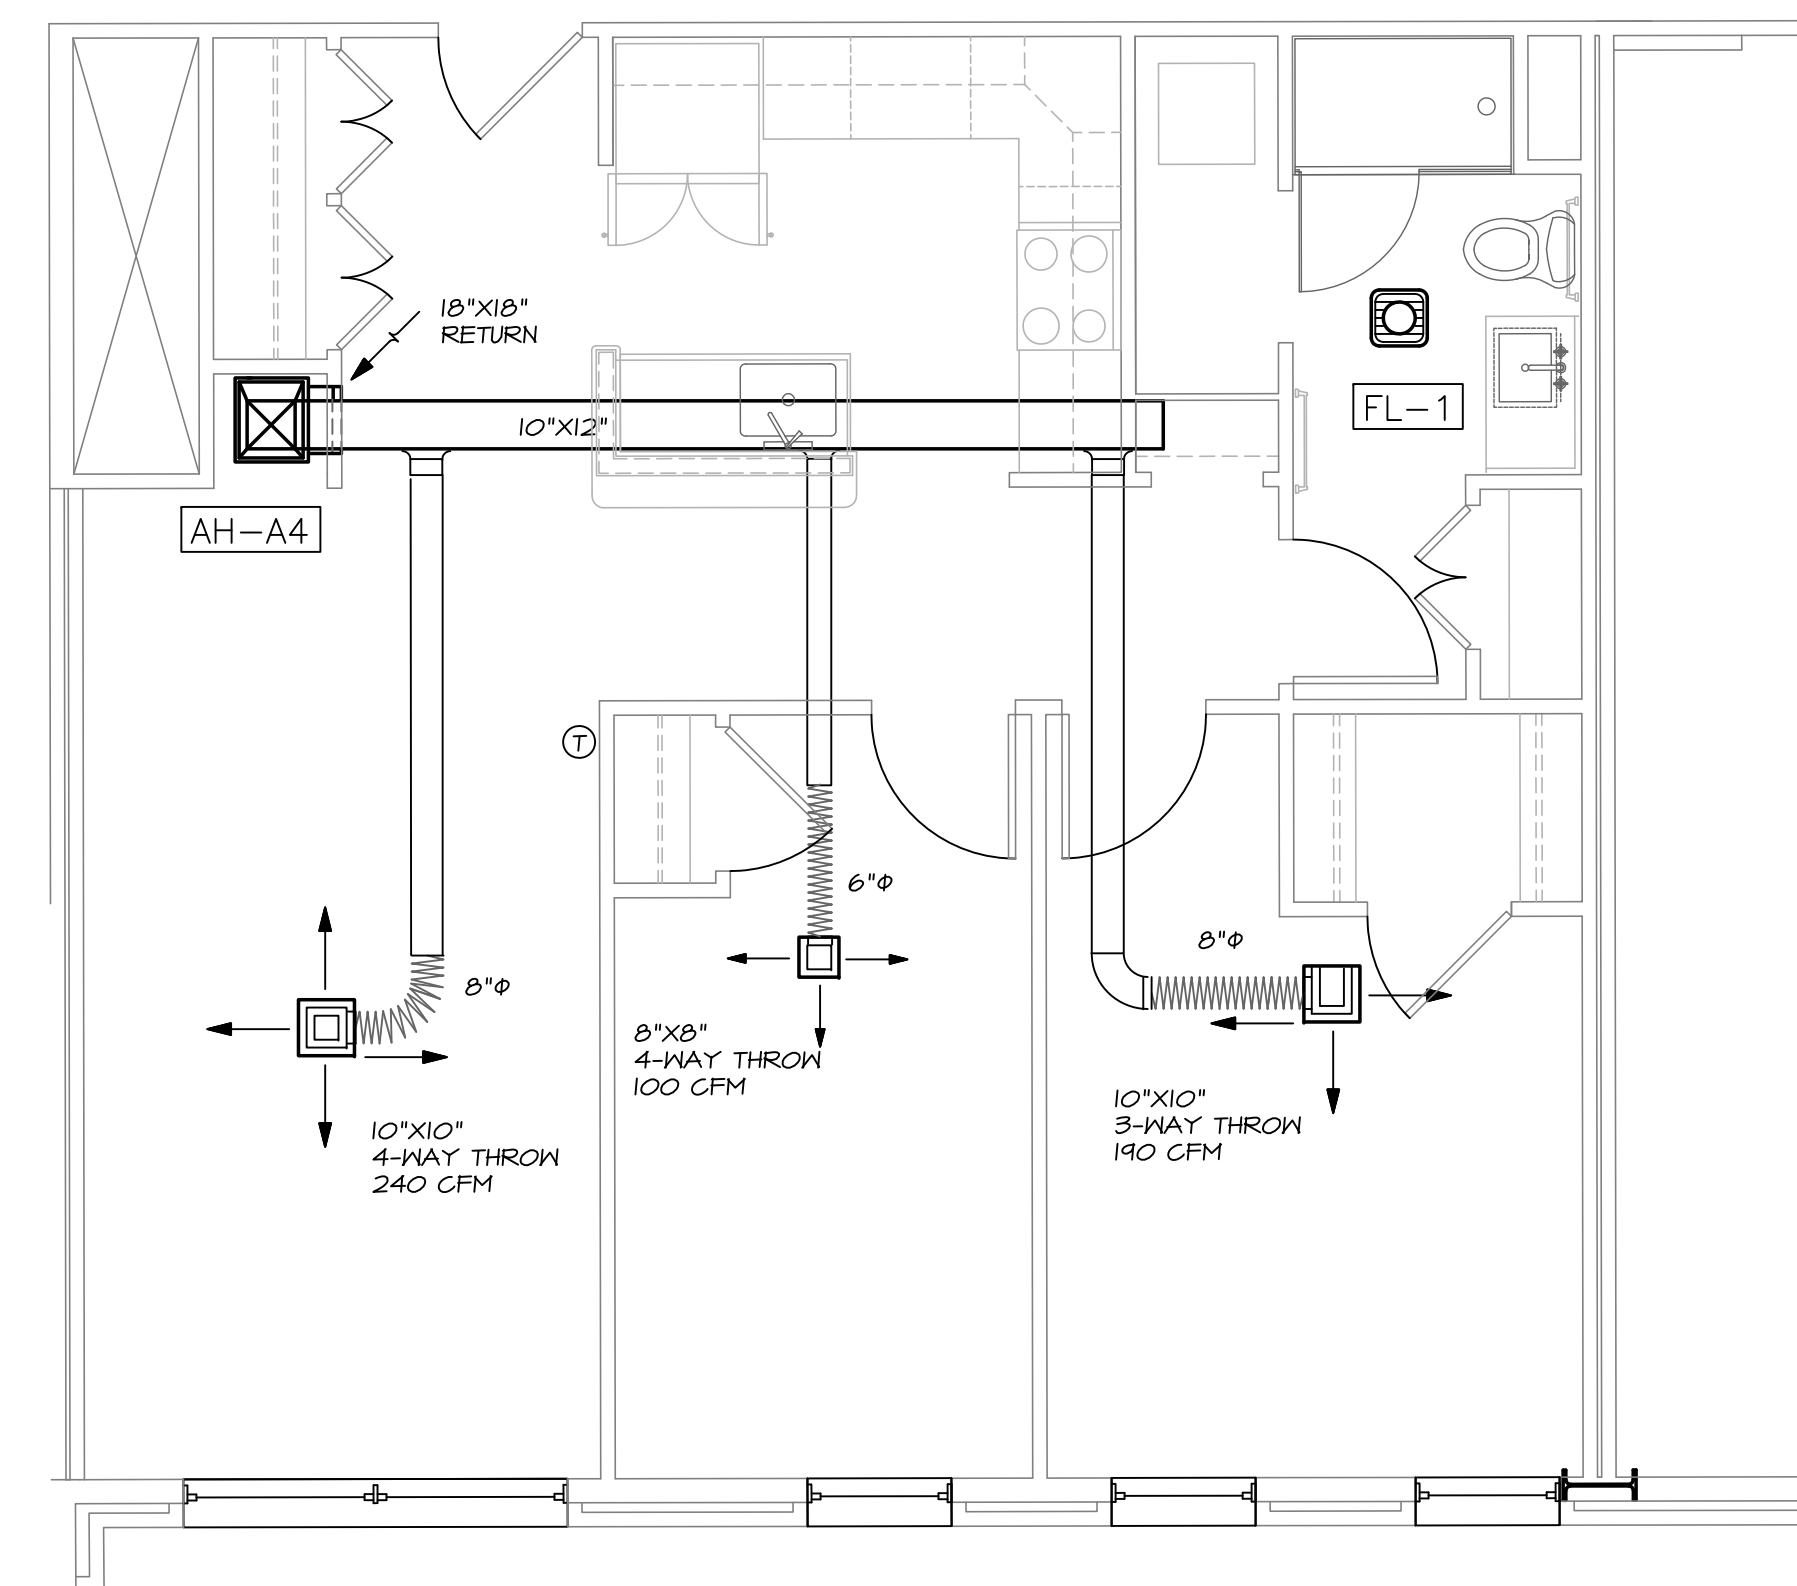 18"X18"
RETURN
10"X12"
FL-1
AH-A4
T
6"Φ
8"Φ
8"Φ
8"X8"
4-WAY THROW
100 CFM
10"X10"
3-WAY THROW
190 CFM
10"X10"
4-WAY THROW
240 CFM